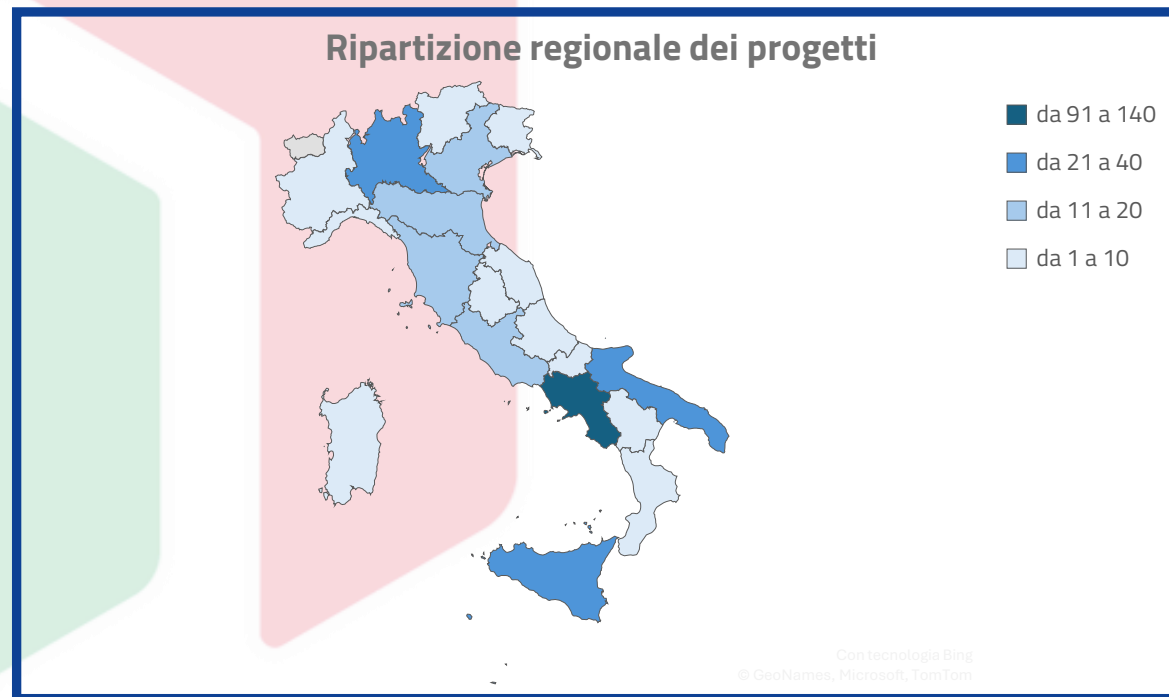 Ripartizione regionale dei progetti
da 91 a 140
da 21 a 40
da 11 a 20
da 1 a 10
Con tecnologia Bing
© GeoNames, Microsoft, TomTom